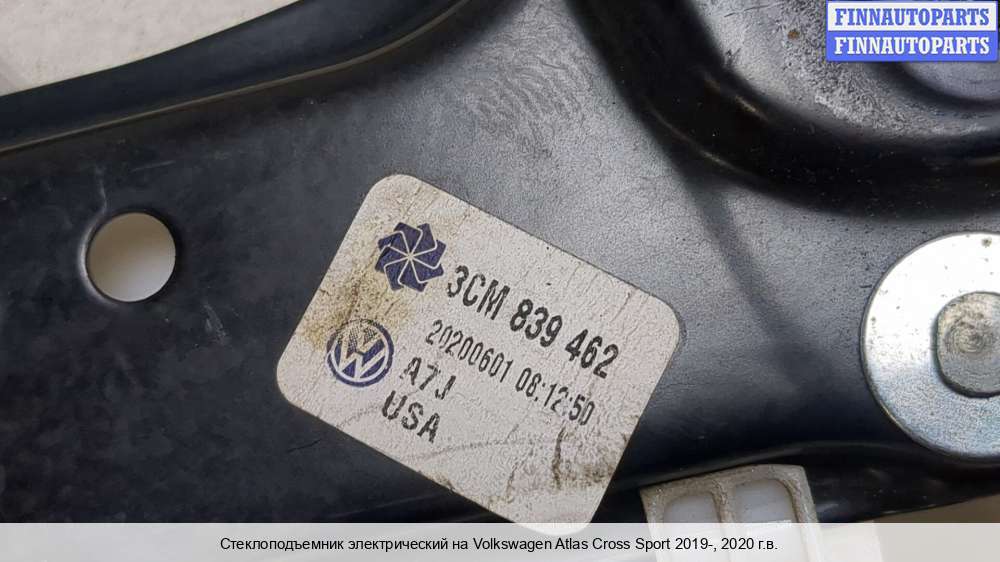 FINNAUTOPARTS
FINNAUTOPARTS
3CM 839 462
20200601 08:12:50
A7J
USA
Стеклоподъемник электрический на Volkswagen Atlas Cross Sport 2019-, 2020 г.в.